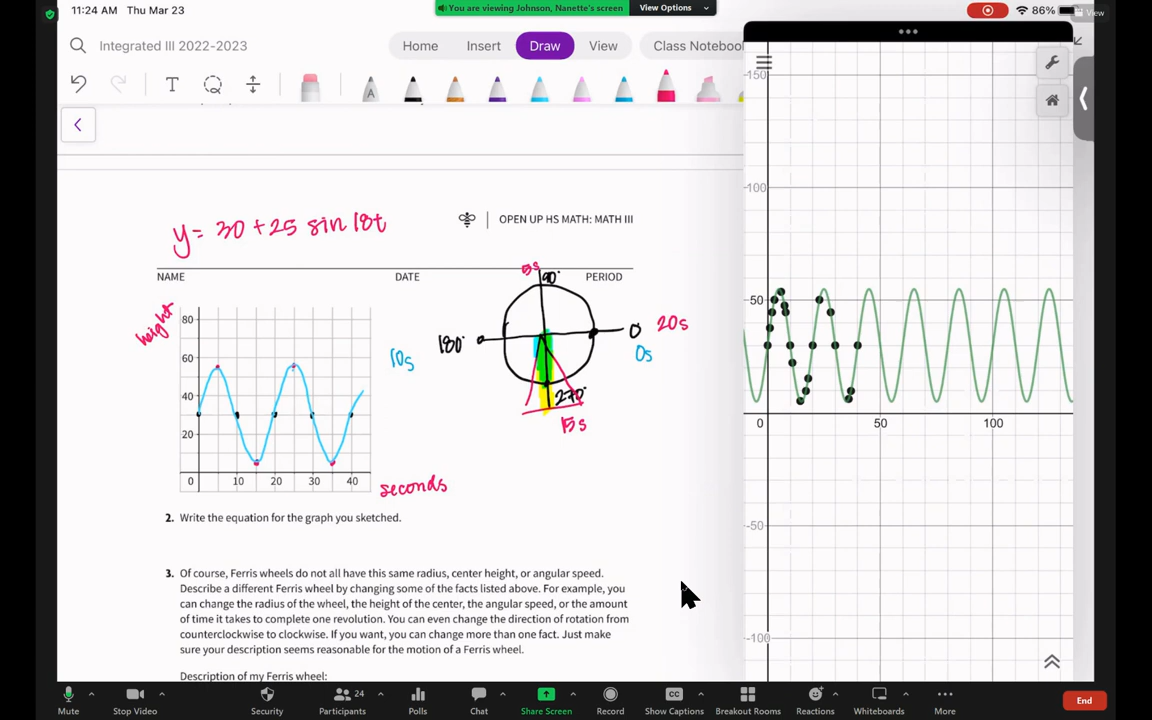 11:24 AM Thu Mar 23
You are viewing Johnson, Nanette's screen
View Options
86%
View
Integrated III 2022-2023
Home Insert Draw View Class Notebook
y = 30 + 25 sin 18t
OPEN UP HS MATH: MATH III
NAME DATE PERIOD
height
80
60
40
20
0 10 20 30 40
seconds
5s
90°
180°
10s
0
20s
0s
270°
15s
2. Write the equation for the graph you sketched.
3. Of course, Ferris wheels do not all have this same radius, center height, or angular speed.
Describe a different Ferris wheel by changing some of the facts listed above. For example, you
can change the radius of the wheel, the height of the center, the angular speed, or the amount
of time it takes to complete one revolution. You can even change the direction of rotation from
counterclockwise to clockwise. If you want, you can change more than one fact. Just make
sure your description seems reasonable for the motion of a Ferris wheel.
Description of my Ferris wheel:
150
100
50
0 50 100
-50
-100
Mute Stop Video Security Participants 24 Polls Chat Share Screen Record Show Captions Breakout Rooms Reactions Whiteboards More End